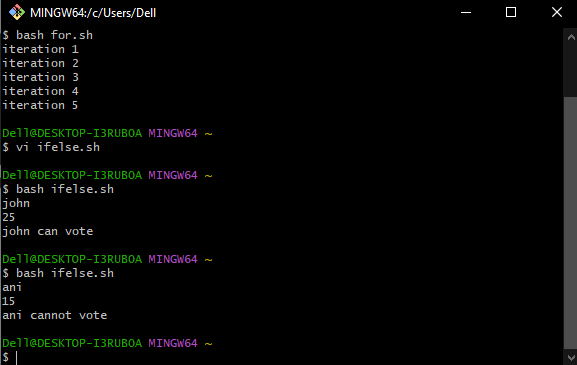 MINGW64:/c/Users/Dell
$ bash for.sh
iteration 1
iteration 2
iteration 3
iteration 4
iteration 5
Dell@DESKTOP-I3RUBOA MINGW64 ~
$ vi ifelse.sh
Dell@DESKTOP-I3RUBOA MINGW64 ~
$ bash ifelse.sh
john
25
john can vote
Dell@DESKTOP-I3RUBOA MINGW64 ~
$ bash ifelse.sh
ani
15
ani cannot vote
Dell@DESKTOP-I3RUBOA MINGW64 ~
$